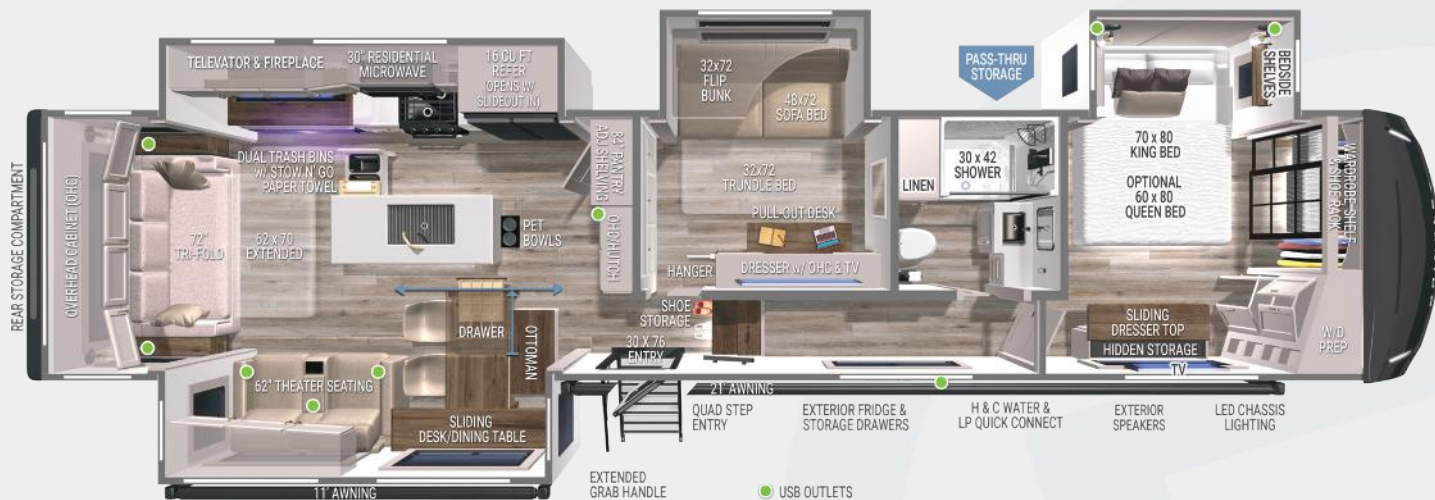 REAR STORAGE COMPARTMENT
OVERHEAD CABINET (OHC)
TELEVATOR & FIREPLACE
30" RESIDENTIAL
MICROWAVE
16 CU FT
REFER
OPENS W/
SLIDEOUT IN)
DUAL TRASH BINS
w/ STOW N' GO
PAPER TOWEL
72"
TRI-FOLD
62 x 70
EXTENDED
PET
BOWLS
84" PANTRY
ADJ SHELVING
OHC/HUTCH
32x72
FLIP
BUNK
48x72
SOFA BED
32x72
TRUNDLE BED
PULL-OUT DESK
HANGER
DRESSER w/ OHC & TV
PASS-THRU
STORAGE
LINEN
30 x 42
SHOWER
BEDSIDE
SHELVES
70 x 80
KING BED
OPTIONAL
60 x 80
QUEEN BED
WARDROBE-SHELF
& SHOE RACK
DRAWER
OTTOMAN
62" THEATER SEATING
SLIDING
DESK/DINING TABLE
SHOE
STORAGE
30 X 76
ENTRY
SLIDING
DRESSER TOP
HIDDEN STORAGE
TV
W/D
PREP
21' AWNING
11' AWNING
QUAD STEP
ENTRY
EXTERIOR FRIDGE &
STORAGE DRAWERS
H & C WATER &
LP QUICK CONNECT
EXTERIOR
SPEAKERS
LED CHASSIS
LIGHTING
EXTENDED
GRAB HANDLE
USB OUTLETS